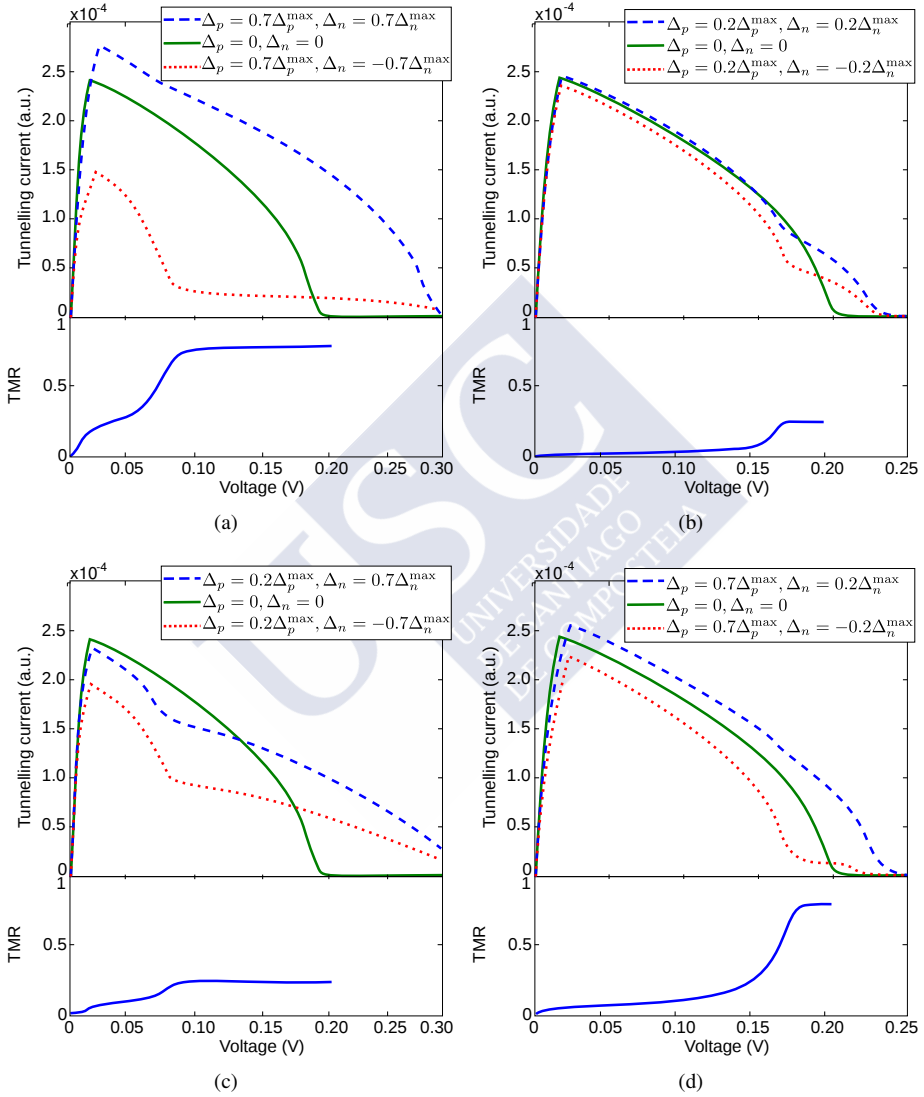 x10⁻⁴
Δp = 0.7Δp^max, Δn = 0.7Δn^max
Δp = 0, Δn = 0
Δp = 0.7Δp^max, Δn = −0.7Δn^max
Tunnelling current (a.u.)
2.5
2.0
1.5
1.0
0.5
0
1
0.5
TMR
0 0.05 0.10 0.15 0.20 0.30
Voltage (V)
(a)
x10⁻⁴
Δp = 0.2Δp^max, Δn = 0.2Δn^max
Δp = 0, Δn = 0
Δp = 0.2Δp^max, Δn = −0.2Δn^max
Tunnelling current (a.u.)
2.5
2.0
1.5
1.0
0.5
0
1
0.5
0
TMR
0 0.05 0.10 0.15 0.20 0.25
Voltage (V)
(b)
x10⁻⁴
Δp = 0.2Δp^max, Δn = 0.7Δn^max
Δp = 0, Δn = 0
Δp = 0.2Δp^max, Δn = −0.7Δn^max
Tunnelling current (a.u.)
2.5
2.0
1.5
1.0
0.5
0
1
0.5
TMR
0 0.05 0.10 0.15 0.20 0.30
Voltage (V)
(c)
x10⁻⁴
Δp = 0.7Δp^max, Δn = 0.2Δn^max
Δp = 0, Δn = 0
Δp = 0.7Δp^max, Δn = −0.2Δn^max
Tunnelling current (a.u.)
2.5
2.0
1.5
1.0
0.5
0
1
0.5
0
TMR
0 0.05 0.10 0.15 0.20 0.25
Voltage (V)
(d)
USC
UNIVERSIDADE
DE SANTIAGO
DE COMPOSTELA